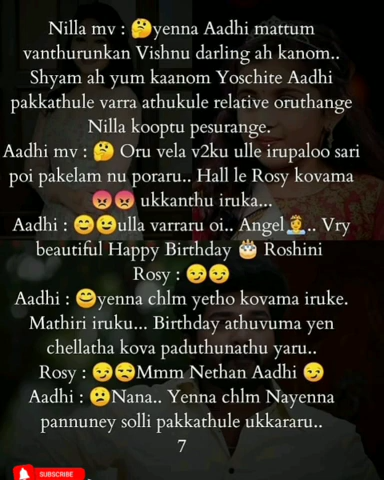 Nilla mv : 🤔yenna Aadhi mattum
vanthurunkan Vishnu darling ah kanom..
Shyam ah yum kaanom Yoschite Aadhi
pakkathule varra athukule relative oruthange
Nilla kooptu pesurange.
Aadhi mv : 🤔 Oru vela v2ku ulle irupaloo sari
poi pakelam nu poraru.. Hall le Rosy kovama
😡😡 ukkanthu iruka...
Aadhi : 😊😉ulla varraru oi.. Angel👸.. Vry
beautiful Happy Birthday 🎂 Roshini
Rosy : 😏😏
Aadhi : 😊yenna chlm yetho kovama iruke.
Mathiri iruku... Birthday athuvuma yen
chellatha kova paduthunathu yaru..
Rosy : 😏😒Mmm Nethan Aadhi 😏
Aadhi : 😕Nana.. Yenna chlm Nayenna
pannuney solli pakkathule ukkararu..
7
SUBSCRIBE